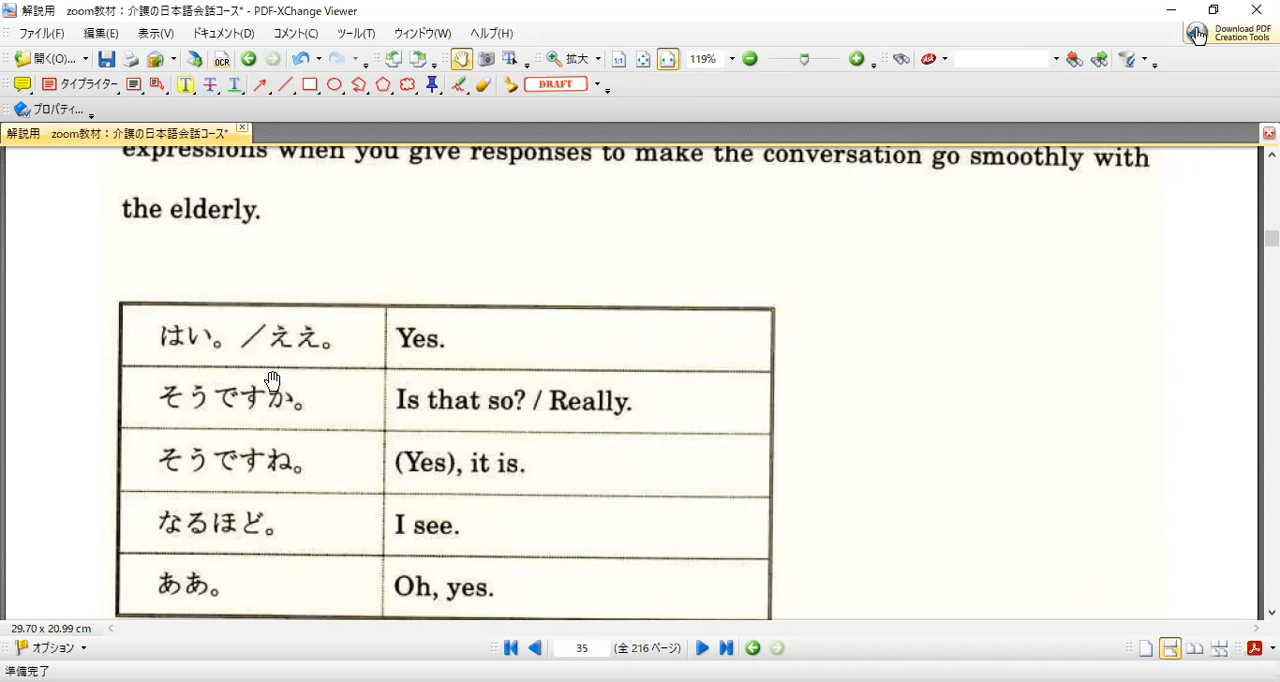 解説用 zoom教材：介護の日本語会話コース* - PDF-XChange Viewer
ファイル(F) 編集(E) 表示(V) ドキュメント(D) コメント(C) ツール(T) ウィンドウ(W) ヘルプ(H)
Download PDF
Creation Tools
開く(O)... OCR 拡大 119%
タイプライター DRAFT
プロパティ...
解説用 zoom教材：介護の日本語会話コース*
expressions when you give responses to make the conversation go smoothly with
the elderly.
はい。／ええ。 Yes.
そうですか。 Is that so? / Really.
そうですね。 (Yes), it is.
なるほど。 I see.
ああ。 Oh, yes.
29.70 x 20.99 cm
オプション 35 (全 216 ページ)
準備完了